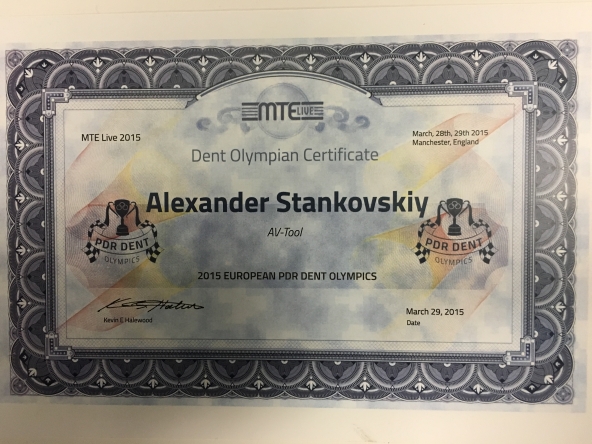 MTE LIVE
MTE Live 2015
March, 28th, 29th 2015
Manchester, England
Dent Olympian Certificate
Alexander Stankovskiy
AV-Tool
PDR DENT
OLYMPICS
PDR DENT
OLYMPICS
2015 EUROPEAN PDR DENT OLYMPICS
Kevin E Halewood
March 29, 2015
Date